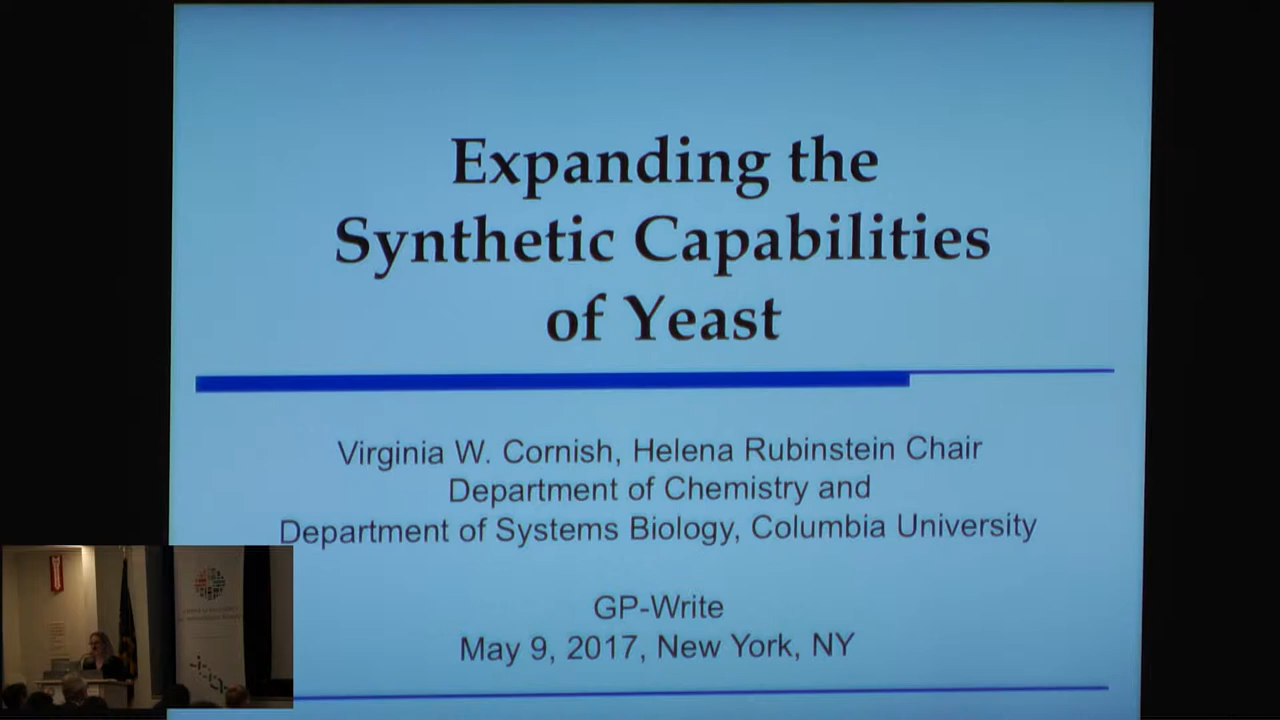 Expanding the
Synthetic Capabilities
of Yeast
Virginia W. Cornish, Helena Rubinstein Chair
Department of Chemistry and
Department of Systems Biology, Columbia University
GP-Write
May 9, 2017, New York, NY